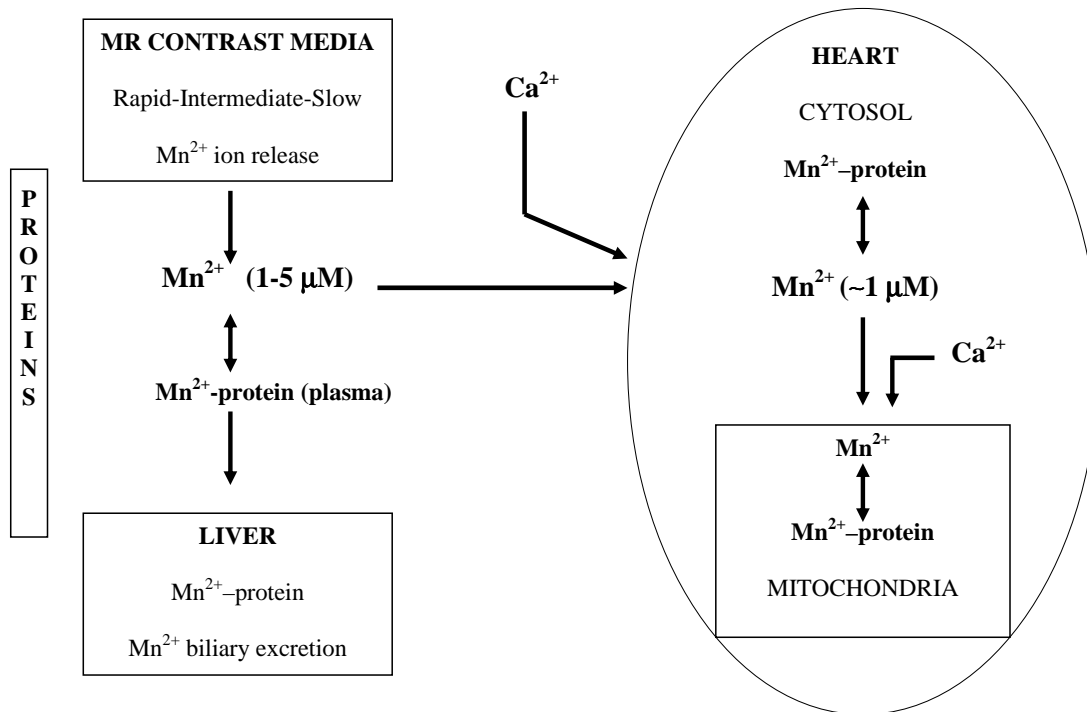 MR CONTRAST MEDIA
Rapid-Intermediate-Slow
Mn²⁺ ion release
PROTEINS
Mn²⁺ (1-5 μM)
Mn²⁺-protein (plasma)
LIVER
Mn²⁺–protein
Mn²⁺ biliary excretion
Ca²⁺
HEART
CYTOSOL
Mn²⁺–protein
Mn²⁺ (~1 μM)
Ca²⁺
Mn²⁺
Mn²⁺–protein
MITOCHONDRIA